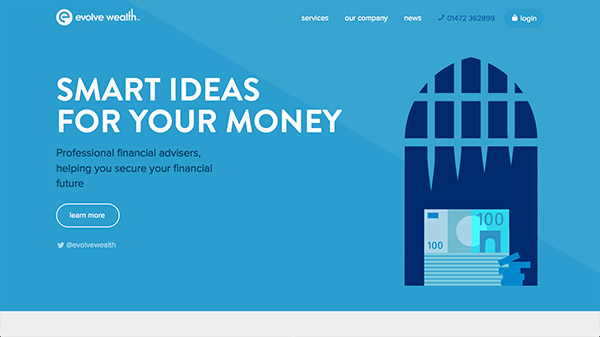 e evolve wealth
services our company news 01472 362899 login
SMART IDEAS
FOR YOUR MONEY
Professional financial advisers,
helping you secure your financial
future
learn more
@evolvewealth
100
100